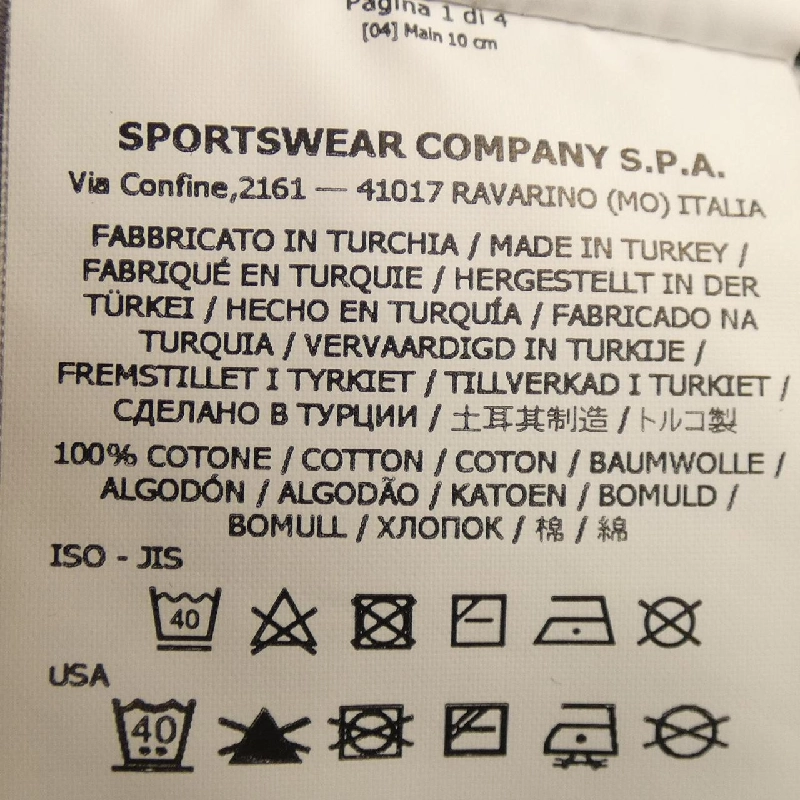 Pagina 1 di 4
[04] Main 10 cm
SPORTSWEAR COMPANY S.P.A.
Via Confine,2161 — 41017 RAVARINO (MO) ITALIA
FABBRICATO IN TURCHIA / MADE IN TURKEY /
FABRIQUÉ EN TURQUIE / HERGESTELLT IN DER
TÜRKEI / HECHO EN TURQUÍA / FABRICADO NA
TURQUIA / VERVAARDIGD IN TURKIJE /
FREMSTILLET I TYRKIET / TILLVERKAD I TURKIET /
СДЕЛАНО В ТУРЦИИ / 土耳其制造 / トルコ製
100% COTONE / COTTON / COTON / BAUMWOLLE /
ALGODÓN / ALGODÃO / KATOEN / BOMULD /
BOMULL / ХЛОПОК / 棉 / 綿
ISO - JIS
40
USA
40